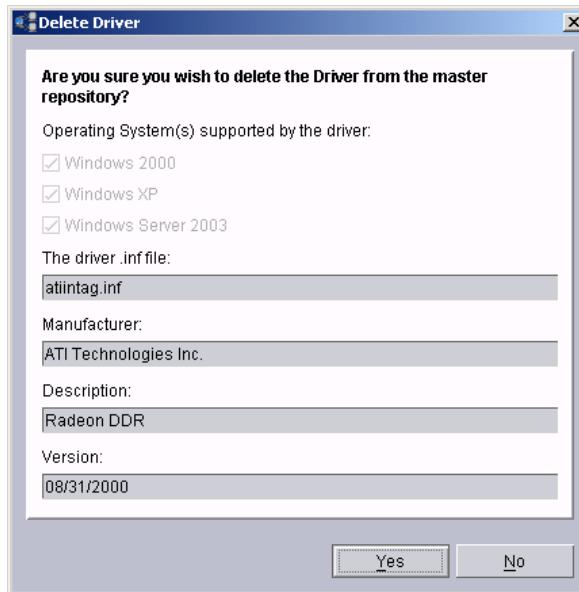 Delete Driver
Are you sure you wish to delete the Driver from the master
repository?
Operating System(s) supported by the driver:
Windows 2000
Windows XP
Windows Server 2003
The driver .inf file:
atiintag.inf
Manufacturer:
ATI Technologies Inc.
Description:
Radeon DDR
Version:
08/31/2000
Yes No